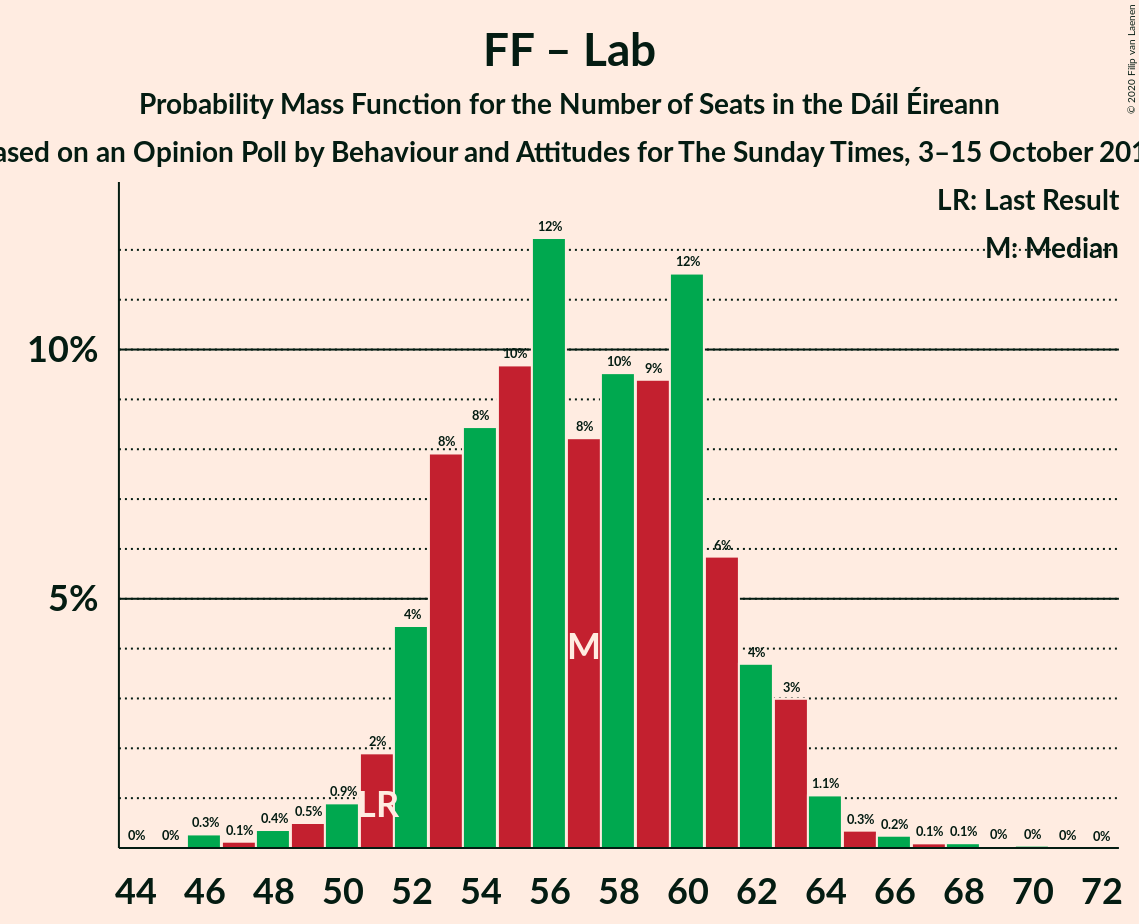 FF – Lab
Probability Mass Function for the Number of Seats in the Dáil Éireann
ased on an Opinion Poll by Behaviour and Attitudes for The Sunday Times, 3–15 October 201
© 2020 Filip van Laenen
LR: Last Result
M: Median
10%
5%
0% 0% 0.3% 0.1% 0.4% 0.5% 0.9% 2% 4% 8% 8% 10% 12% 8% 10% 9% 12% 6% 4% 3% 1.1% 0.3% 0.2% 0.1% 0.1% 0% 0% 0% 0%
M
LR
44 46 48 50 52 54 56 58 60 62 64 66 68 70 72